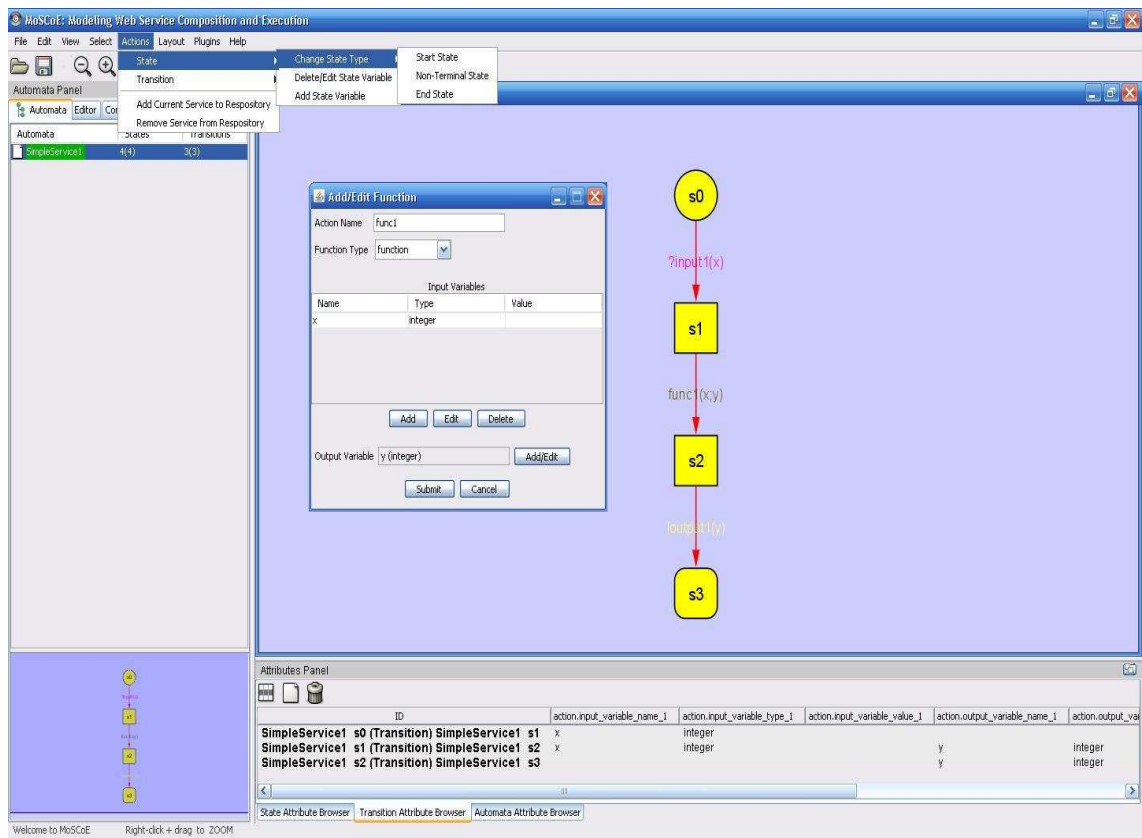 MoSCoE: Modeling Web Service Composition and Execution
File Edit View Select Actions Layout Plugins Help
State
Transition
Add Current Service to Respository
Remove Service from Respository
Change State Type
Delete/Edit State Variable
Add State Variable
Start State
Non-Terminal State
End State
Automata Panel
Automata Editor
Automata States Transitions
SimpleService1 4(4) 3(3)
Add/Edit Function
Action Name func1
Function Type function
Input Variables
Name Type Value
x integer
Add Edit Delete
Output Variable y (integer) Add/Edit
Submit Cancel
s0
?input1(x)
s1
func1(x;y)
s2
!output1(y)
s3
Attributes Panel
ID action.input_variable_name_1 action.input_variable_type_1 action.input_variable_value_1 action.output_variable_name_1 action.output_va
SimpleService1 s0 (Transition) SimpleService1 s1 x integer
SimpleService1 s1 (Transition) SimpleService1 s2 x integer y integer
SimpleService1 s2 (Transition) SimpleService1 s3 y integer
State Attribute Browser Transition Attribute Browser Automata Attribute Browser
Welcome to MoSCoE Right-click + drag to ZOOM